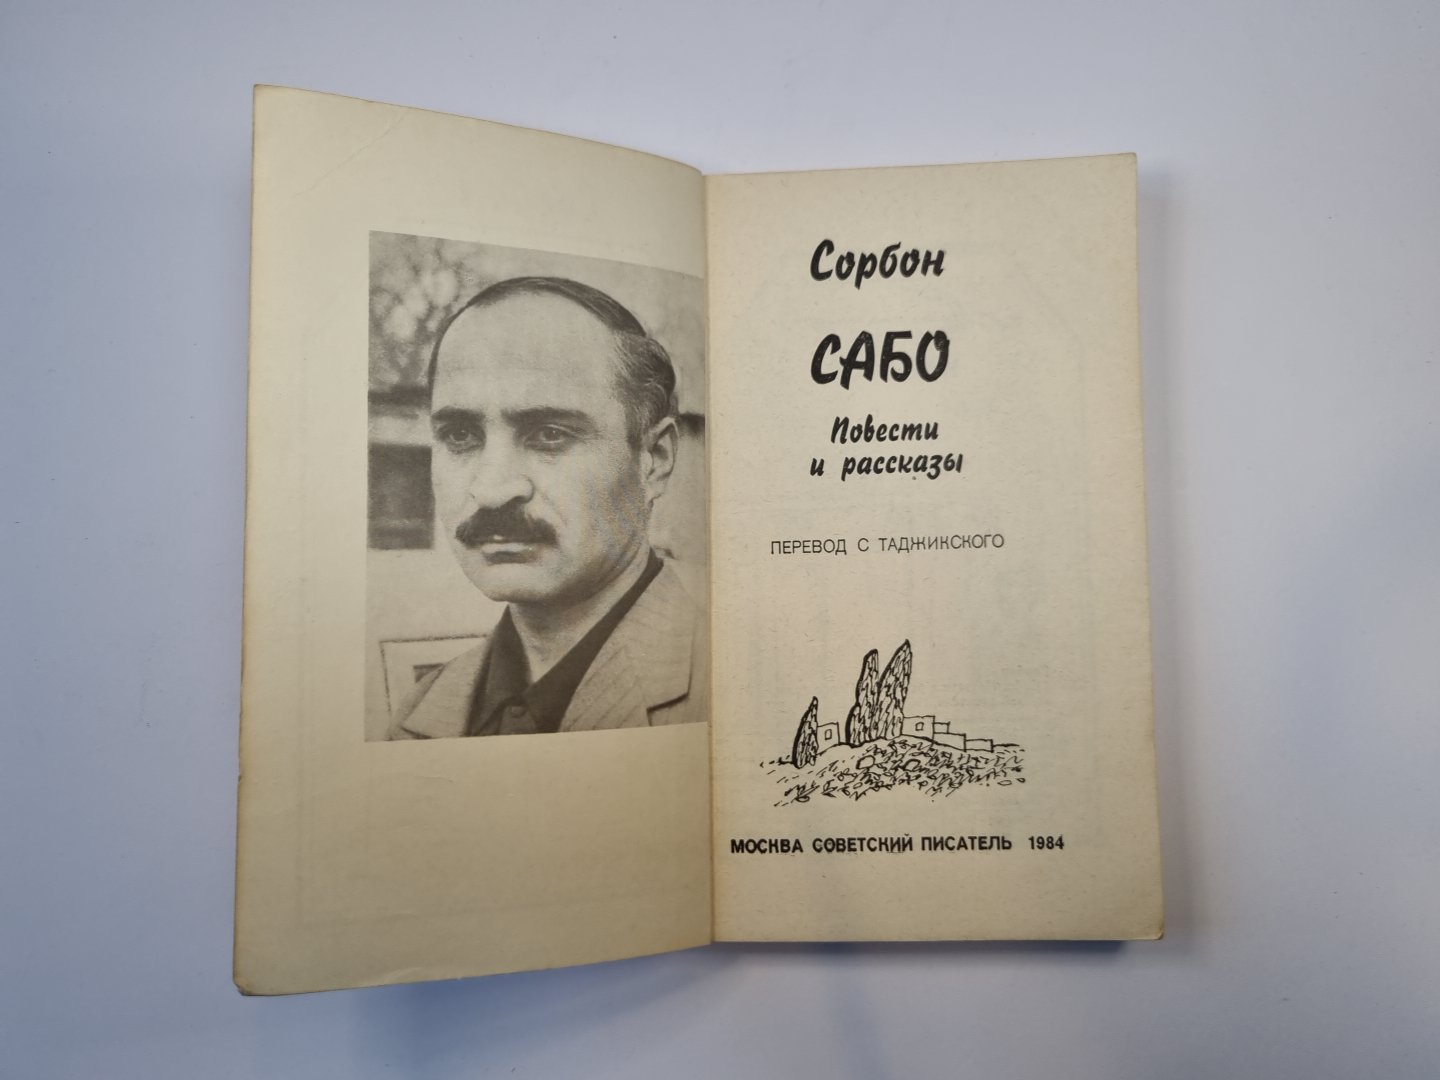 Сорбон
САБО
Повести
и рассказы
ПЕРЕВОД С ТАДЖИКСКОГО
МОСКВА СОВЕТСКИЙ ПИСАТЕЛЬ 1984